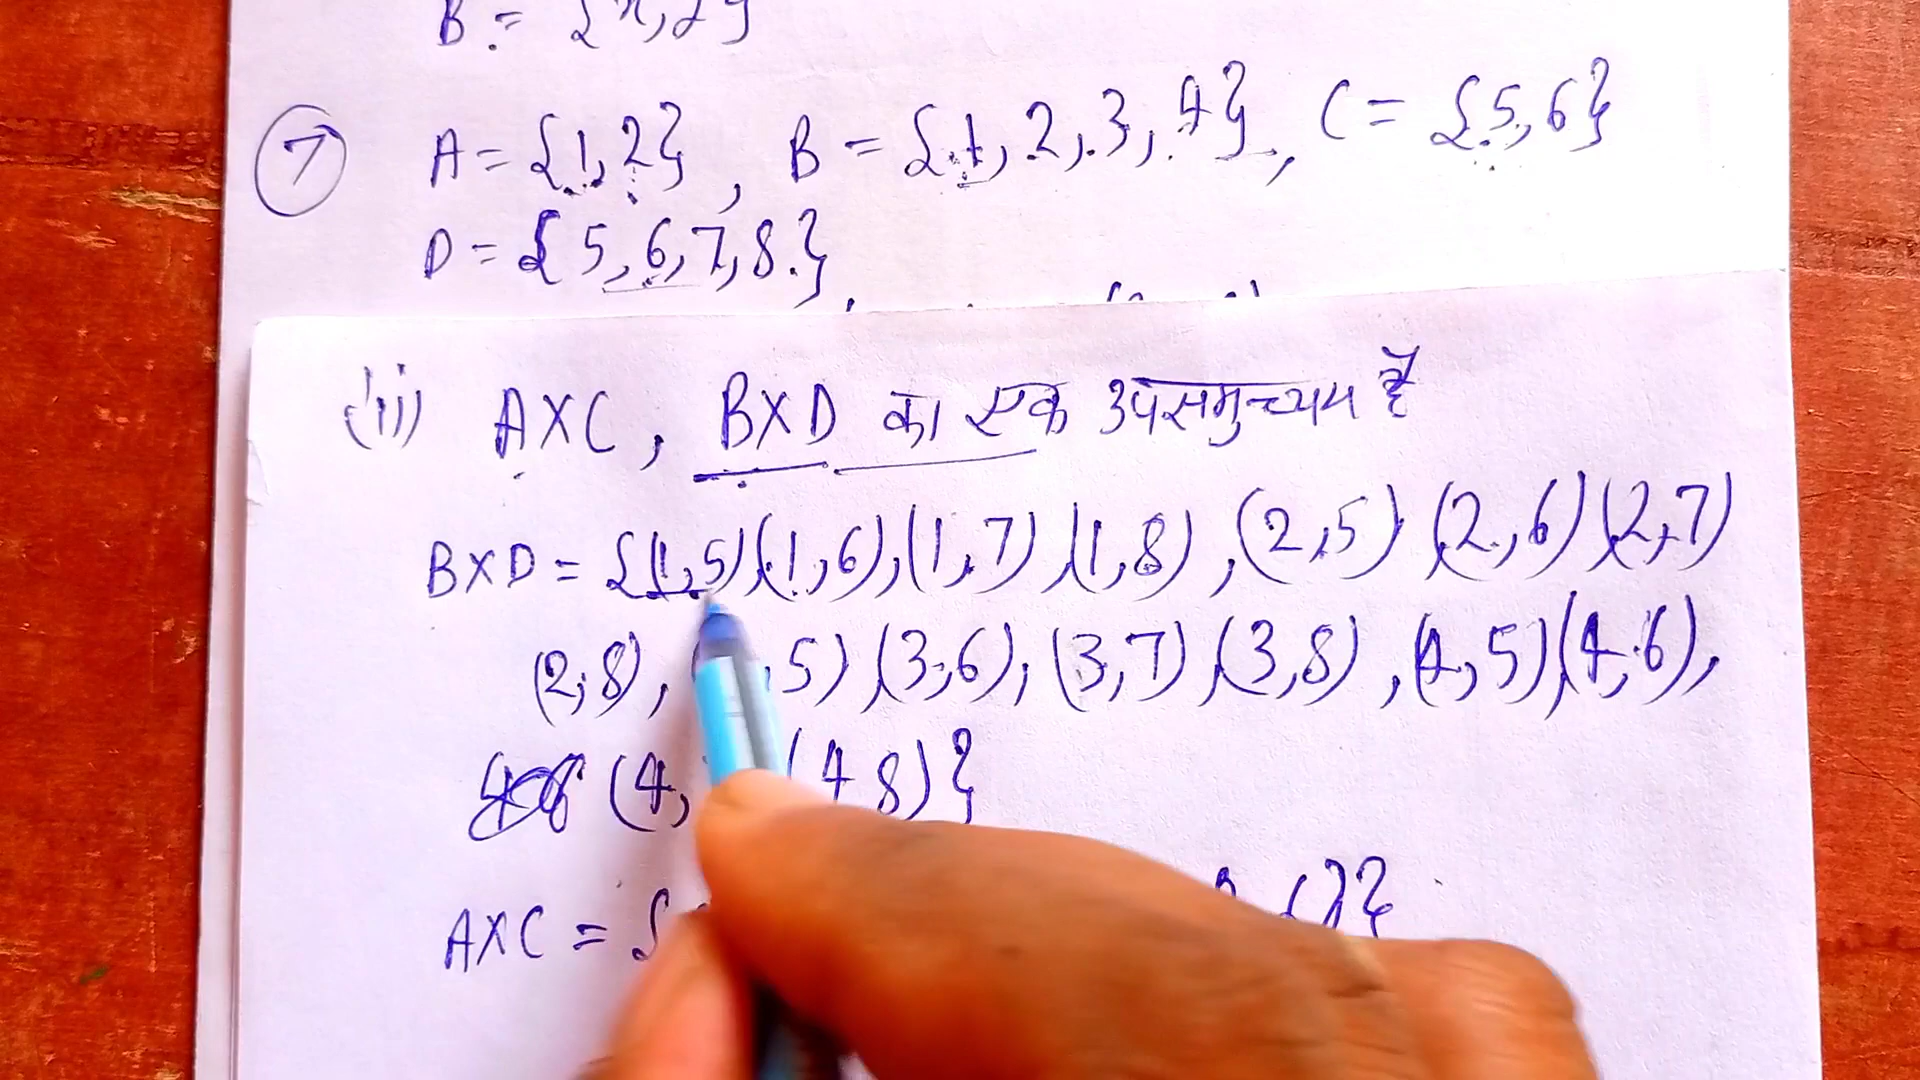 B = {x, y}
(7) A = {1, 2}, B = {1, 2, 3, 4}, C = {5, 6}
D = {5, 6, 7, 8}
(ii) A×C, B×D का एक उपसमुच्चय है
B×D = {(1,5),(1,6),(1,7),(1,8),(2,5),(2,6)(2,7)
(2,8), ,5),(3,6),(3,7),(3,8),(4,5),(4,6),
(4, (4 8)}
A×C = { )}